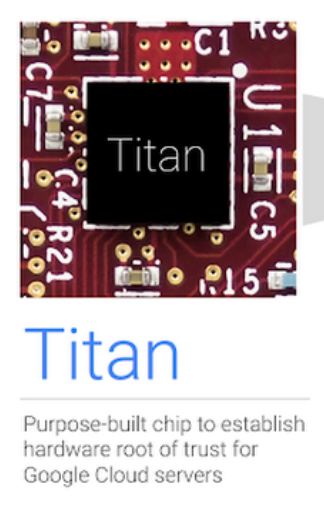 C1
C7
Titan
U1
C4
C5
R21
R15
Titan
Purpose-built chip to establish
hardware root of trust for
Google Cloud servers